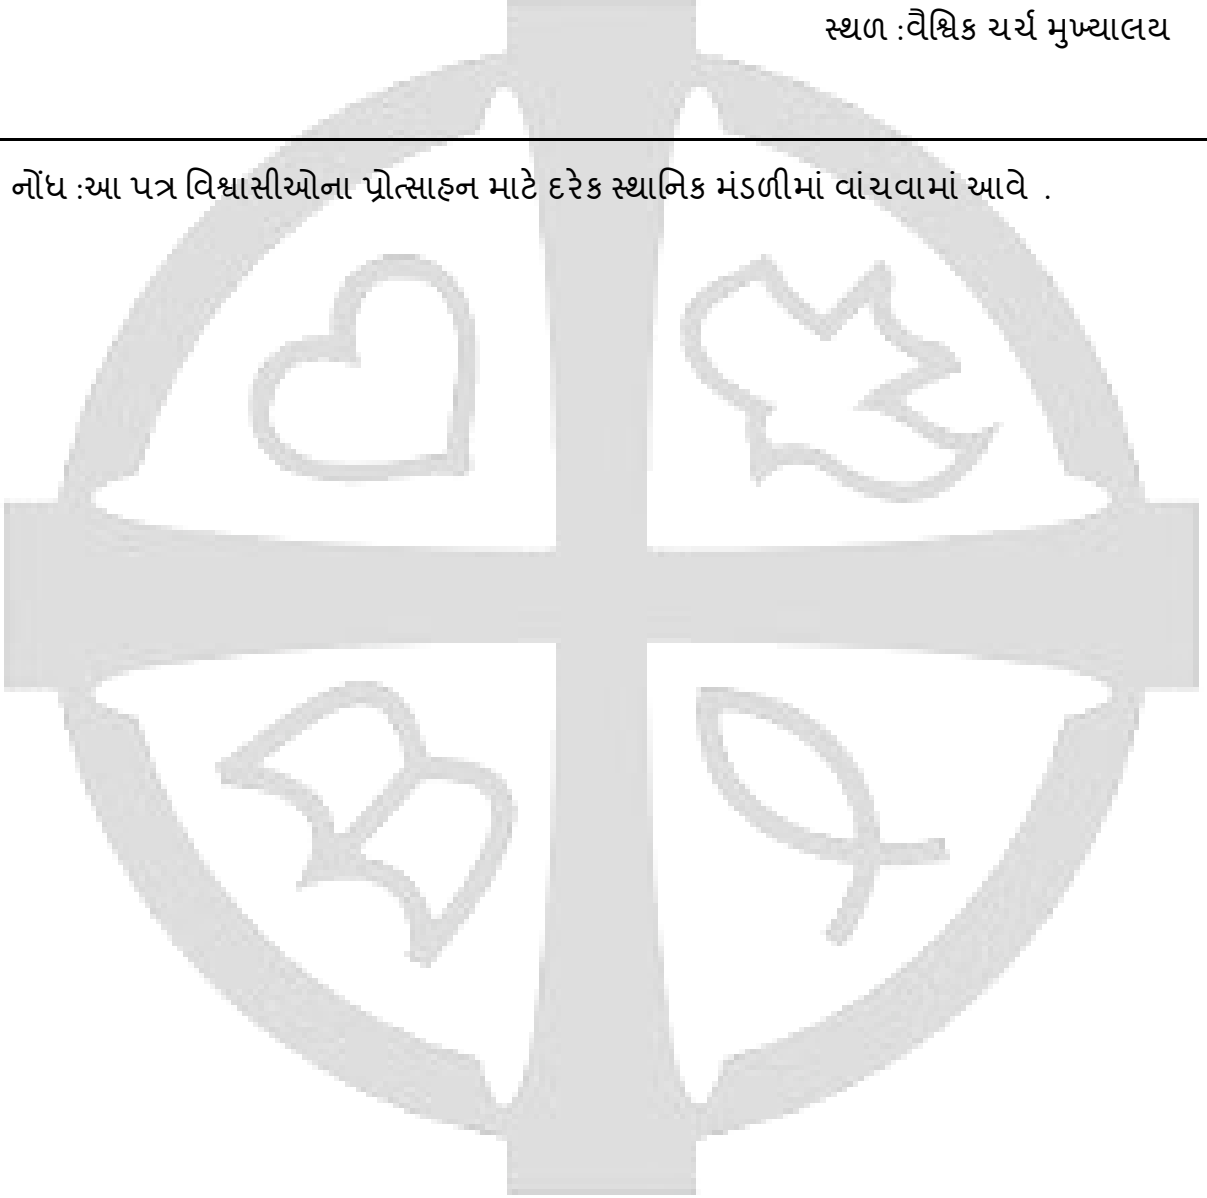 સ્થળ :વૈશ્વિક ચર્ચ મુખ્યાલય
નોંધ :આ પત્ર વિશ્વાસીઓના પ્રોત્સાહન માટે દરેક સ્થાનિક મંડળીમાં વાંચવામાં આવે .